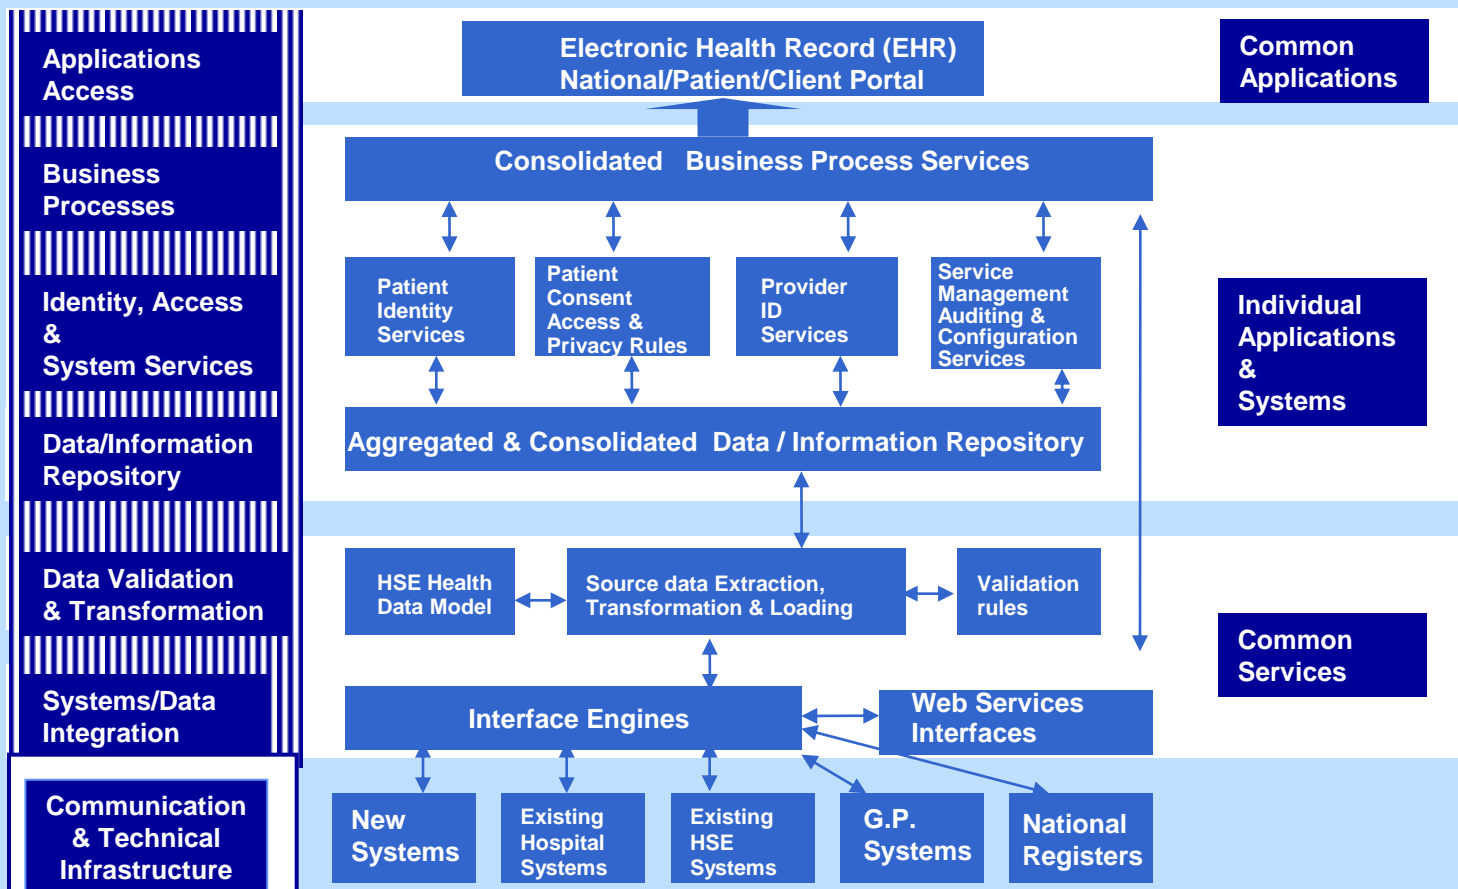 Applications
Access
Electronic Health Record (EHR)
National/Patient/Client Portal
Common
Applications
Business
Processes
Consolidated Business Process Services
Identity, Access
&
System Services
Patient
Identity
Services
Patient
Consent
Access &
Privacy Rules
Provider
ID
Services
Service
Management
Auditing &
Configuration
Services
Individual
Applications
&
Systems
Data/Information
Repository
Aggregated & Consolidated Data / Information Repository
Data Validation
& Transformation
HSE Health
Data Model
Source data Extraction,
Transformation & Loading
Validation
rules
Common
Services
Systems/Data
Integration
Interface Engines
Web Services
Interfaces
Communication
& Technical
Infrastructure
New
Systems
Existing
Hospital
Systems
Existing
HSE
Systems
G.P.
Systems
National
Registers